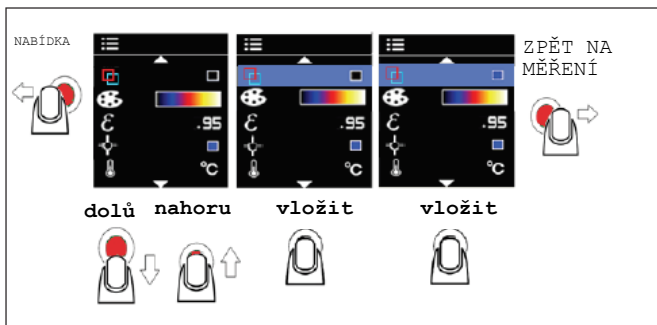 NABÍDKA
ε .95 °C
ε .95 °C
ε .95 °C
ZPĚT NA
MĚŘENÍ
dolů nahoru vložit vložit